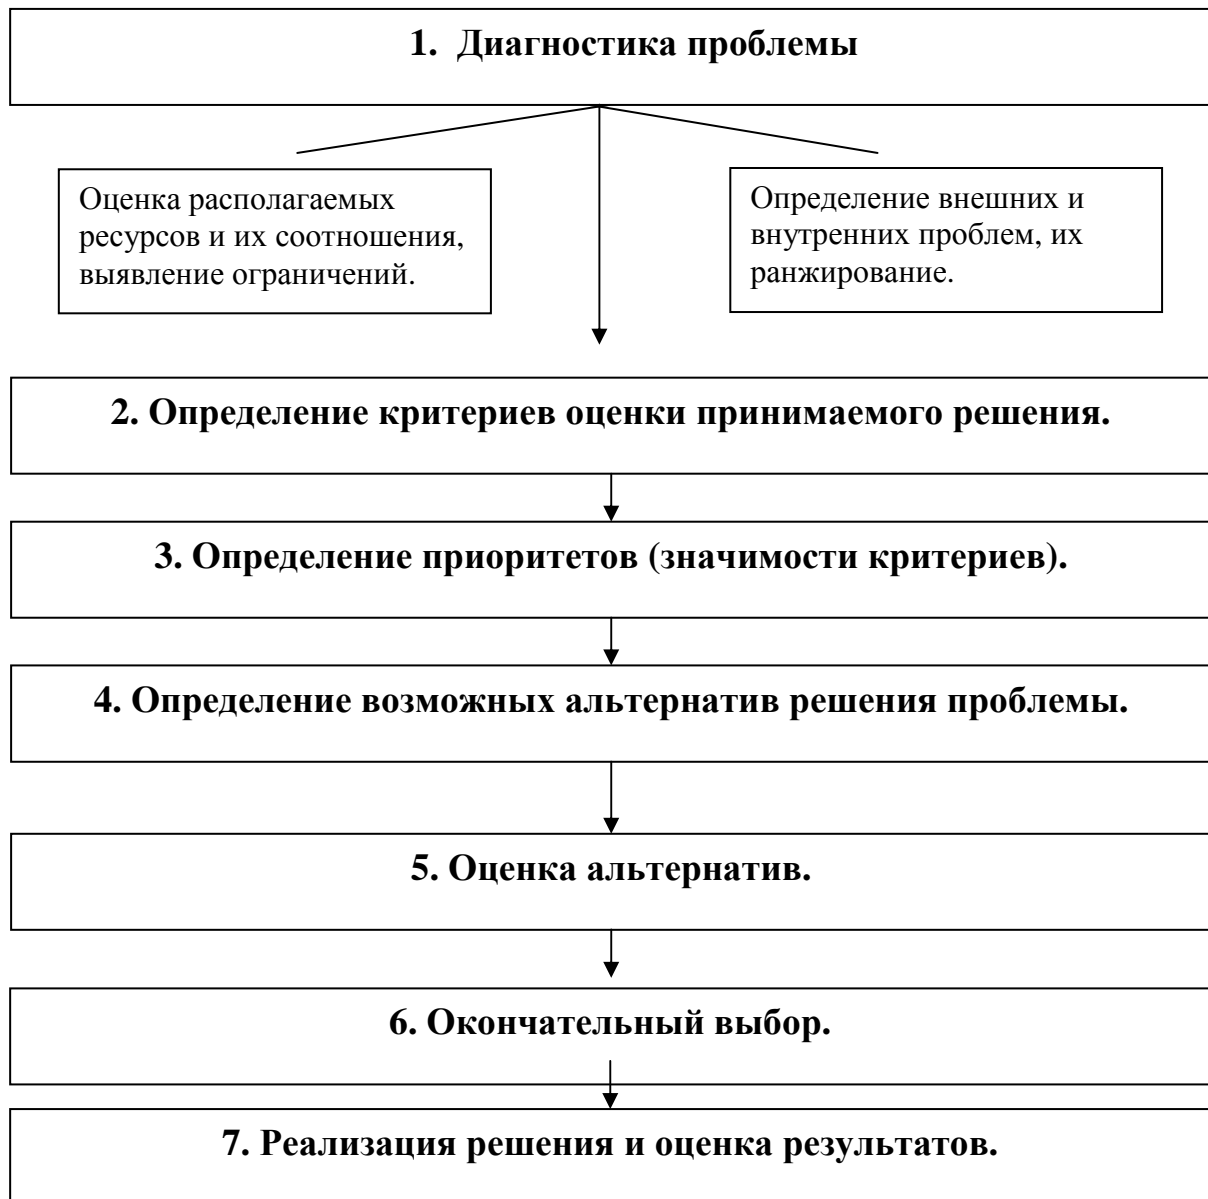 1. Диагностика проблемы
Оценка располагаемых
ресурсов и их соотношения,
выявление ограничений.
Определение внешних и
внутренних проблем, их
ранжирование.
2. Определение критериев оценки принимаемого решения.
3. Определение приоритетов (значимости критериев).
4. Определение возможных альтернатив решения проблемы.
5. Оценка альтернатив.
6. Окончательный выбор.
7. Реализация решения и оценка результатов.